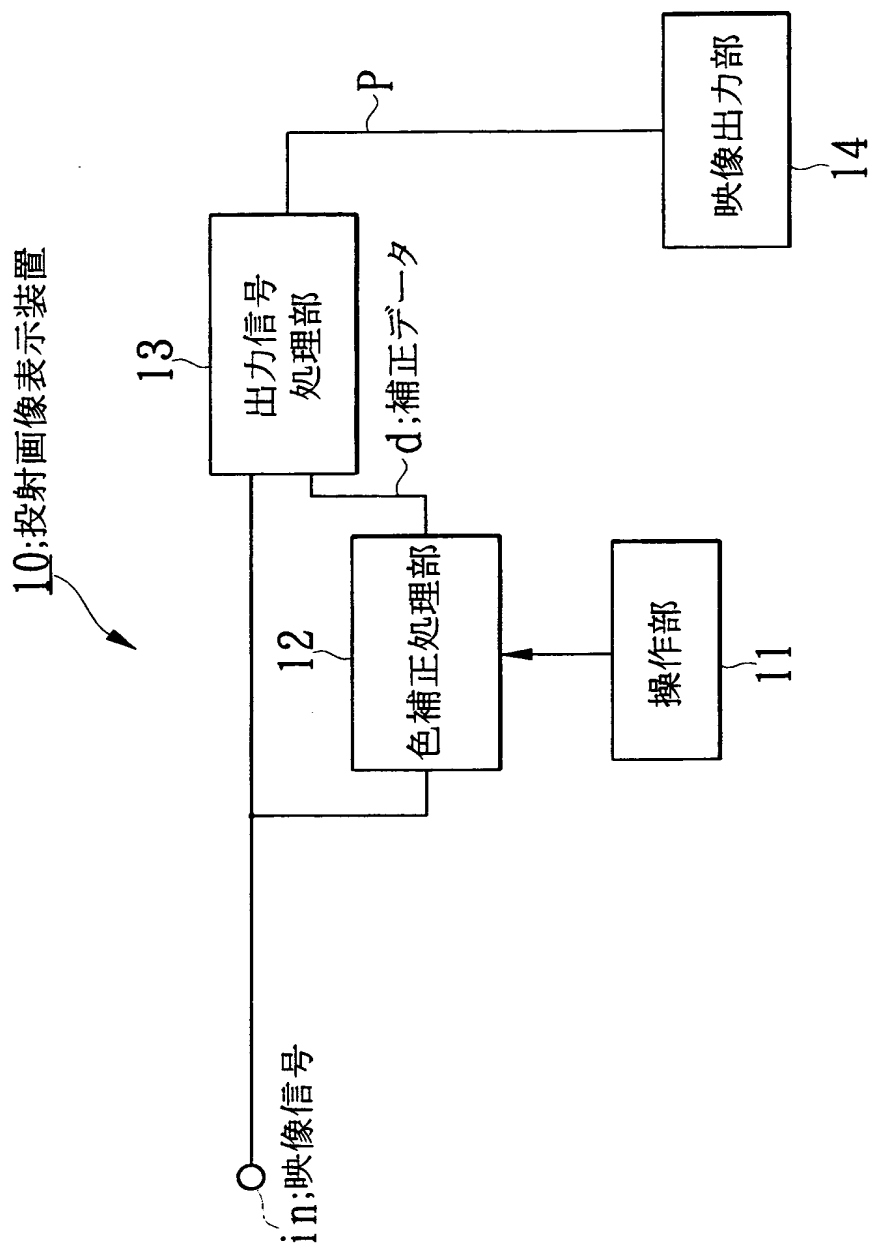 10;投射画像表示装置
in;映像信号
12
色補正処理部
11
操作部
d;補正データ
13
出力信号
処理部
P
14
映像出力部